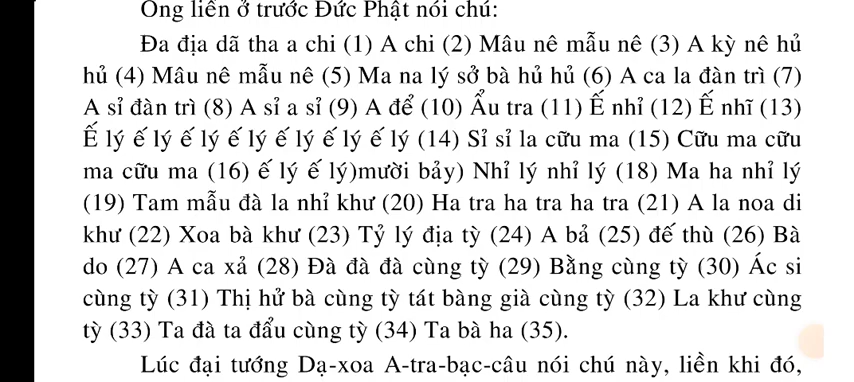 Ông liền ở trước Đức Phật nói chú:
Đa địa dã tha a chi (1) A chi (2) Mâu nê mẫu nê (3) A kỳ nê hủ
hủ (4) Mâu nê mẫu nê (5) Ma na lý sở bà hủ hủ (6) A ca la đàn trì (7)
A sỉ đàn trì (8) A sỉ a sỉ (9) A để (10) Ẩu tra (11) Ế nhỉ (12) Ế nhĩ (13)
Ế lý ế lý ế lý ế lý ế lý ế lý ế lý (14) Sỉ sỉ la cữu ma (15) Cữu ma cữu
ma cữu ma (16) ế lý ế lý)mười bảy) Nhỉ lý nhỉ lý (18) Ma ha nhỉ lý
(19) Tam mẫu đà la nhỉ khư (20) Ha tra ha tra ha tra (21) A la noa di
khư (22) Xoa bà khư (23) Tỷ lý địa tỳ (24) A bả (25) đế thù (26) Bà
do (27) A ca xả (28) Đà đà đà cùng tỳ (29) Bằng cùng tỳ (30) Ác si
cùng tỳ (31) Thị hử bà cùng tỳ tát bàng già cùng tỳ (32) La khư cùng
tỳ (33) Ta đà ta đẩu cùng tỳ (34) Ta bà ha (35).
Lúc đại tướng Dạ-xoa A-tra-bạc-câu nói chú này, liền khi đó,